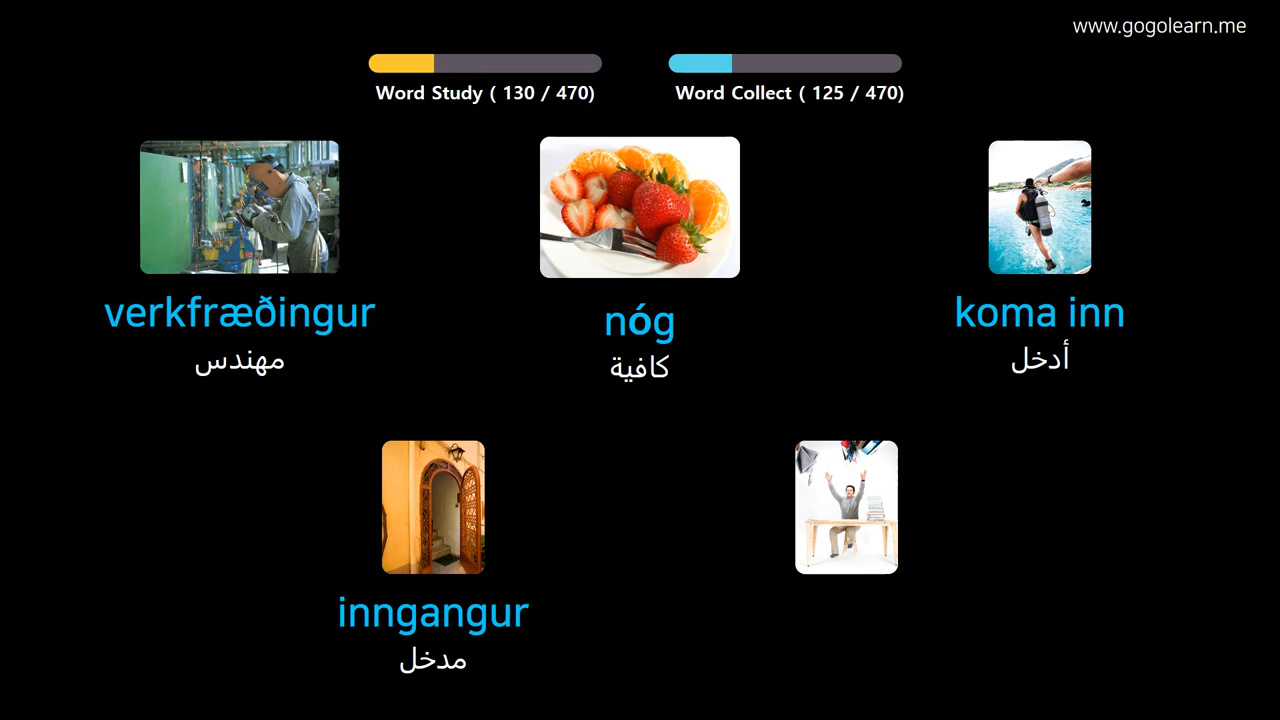 www.gogolearn.me
Word Study ( 130 / 470)
Word Collect ( 125 / 470)
verkfræðingur
مهندس
nóg
كافية
koma inn
أدخل
inngangur
مدخل